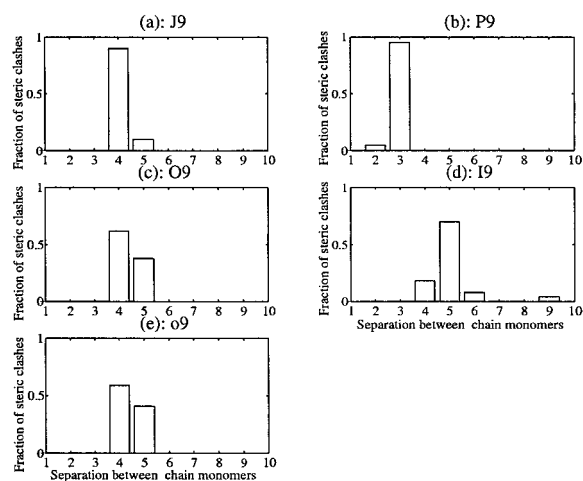 (a): J9
Fraction of steric clashes
1
0.5
0
1 2 3 4 5 6 7 8 9 10
(b): P9
Fraction of steric clashes
1
0.5
0
1 2 3 4 5 6 7 8 9 10
(c): O9
Fraction of steric clashes
1
0.5
0
1 2 3 4 5 6 7 8 9 10
(d): I9
Fraction of steric clashes
1
0.5
0
1 2 3 4 5 6 7 8 9 10
Separation between chain monomers
(e): o9
Fraction of steric clashes
1
0.5
0
1 2 3 4 5 6 7 8 9 10
Separation between chain monomers